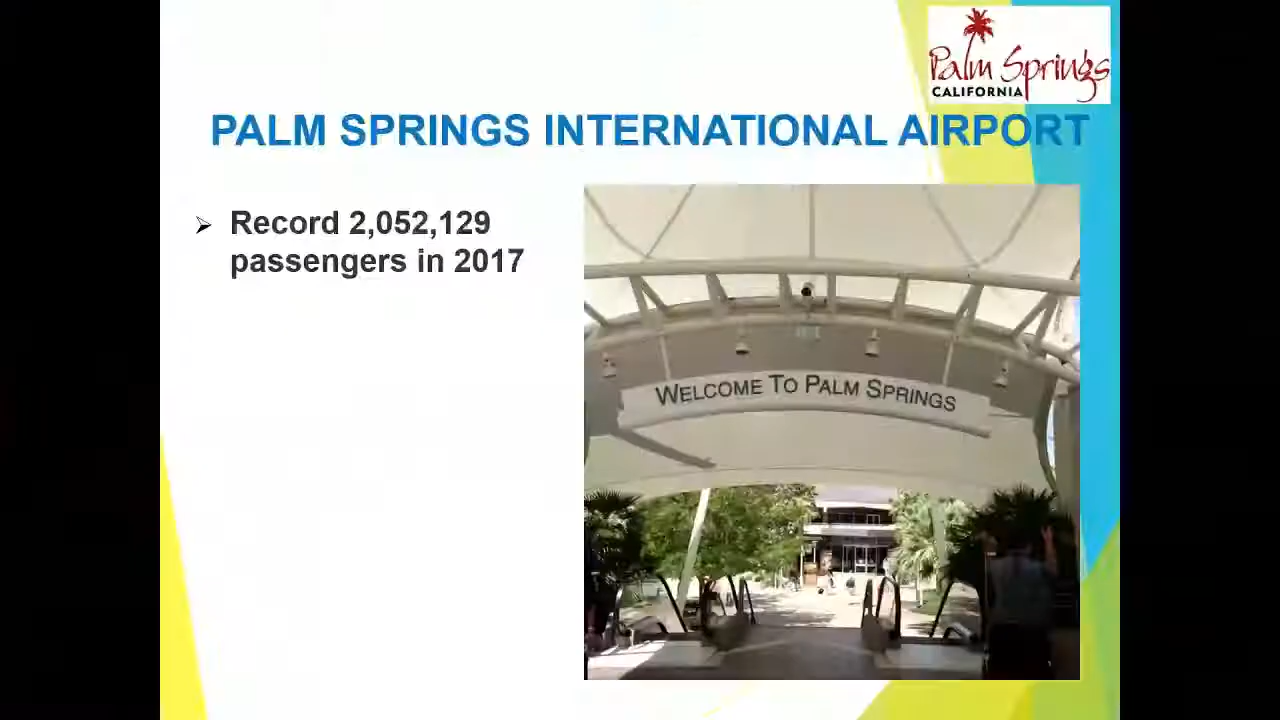 Palm Springs
CALIFORNIA
PALM SPRINGS INTERNATIONAL AIRPORT
➢ Record 2,052,129
passengers in 2017
WELCOME TO PALM SPRINGS